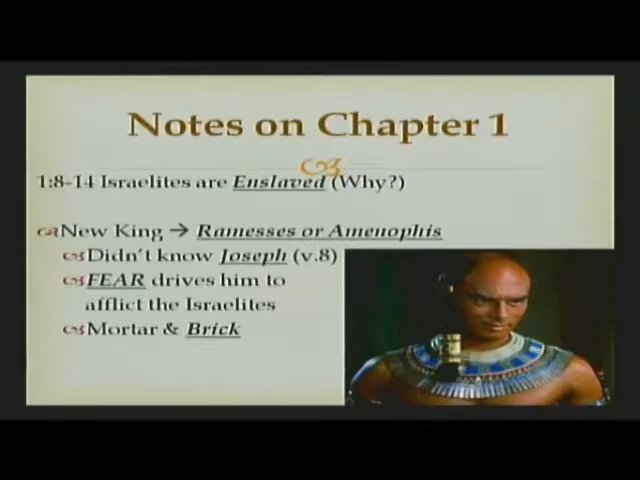 Notes on Chapter 1
1:8-14 Israelites are Enslaved (Why?)
New King → Ramesses or Amenophis
Didn't know Joseph (v.8)
FEAR drives him to
afflict the Israelites
Mortar & Brick